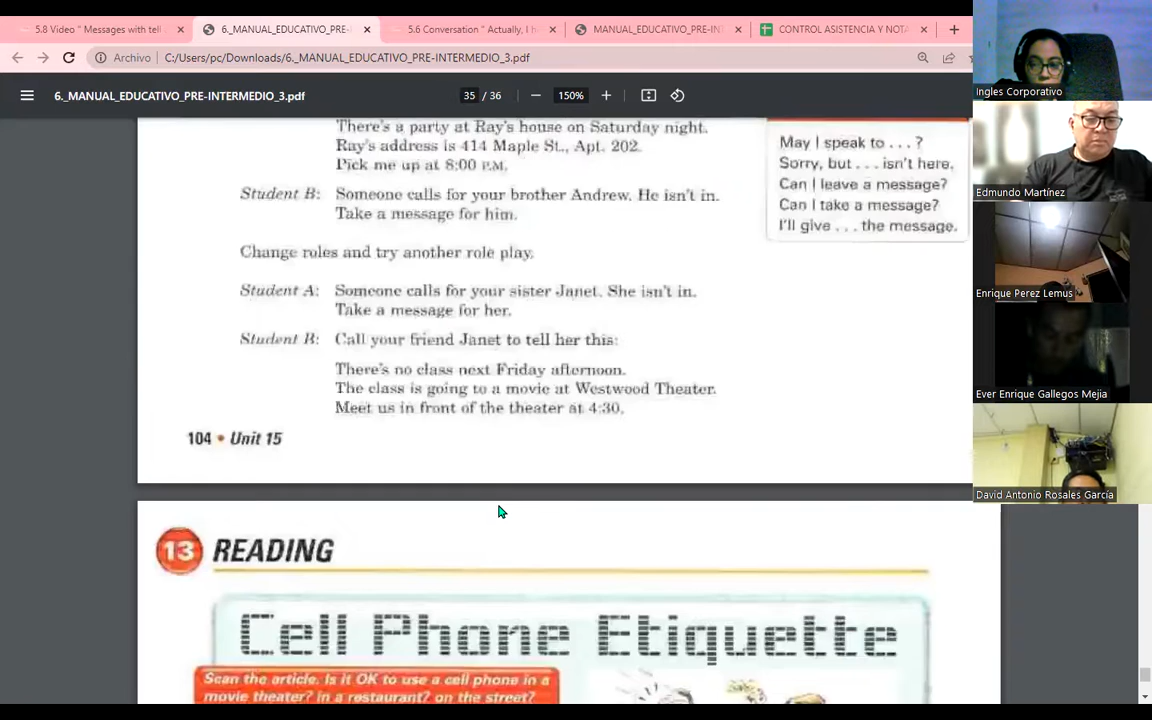 5.8 Video " Messages with tell
6._MANUAL_EDUCATIVO_PRE-
5.6 Conversation " Actually, I h
MANUAL_EDUCATIVO_PRE-INT
CONTROL ASISTENCIA Y NOTA
Archivo
C:/Users/pc/Downloads/6._MANUAL_EDUCATIVO_PRE-INTERMEDIO_3.pdf
6._MANUAL_EDUCATIVO_PRE-INTERMEDIO_3.pdf
35 / 36
150%
There's a party at Ray's house on Saturday night.
Ray's address is 414 Maple St., Apt. 202.
Pick me up at 8:00 P.M.
Student B: Someone calls for your brother Andrew. He isn't in.
Take a message for him.
Change roles and try another role play.
Student A: Someone calls for your sister Janet. She isn't in.
Take a message for her.
Student B: Call your friend Janet to tell her this:
There's no class next Friday afternoon.
The class is going to a movie at Westwood Theater.
Meet us in front of the theater at 4:30.
104 • Unit 15
May I speak to . . . ?
Sorry, but . . . isn't here.
Can I leave a message?
Can I take a message?
I'll give . . . the message.
13 READING
Cell Phone Etiquette
Scan the article. Is it OK to use a cell phone in a
movie theater? In a restaurant? on the street?
Ingles Corporativo
Edmundo Martínez
Enrique Perez Lemus
Ever Enrique Gallegos Mejia
David Antonio Rosales García